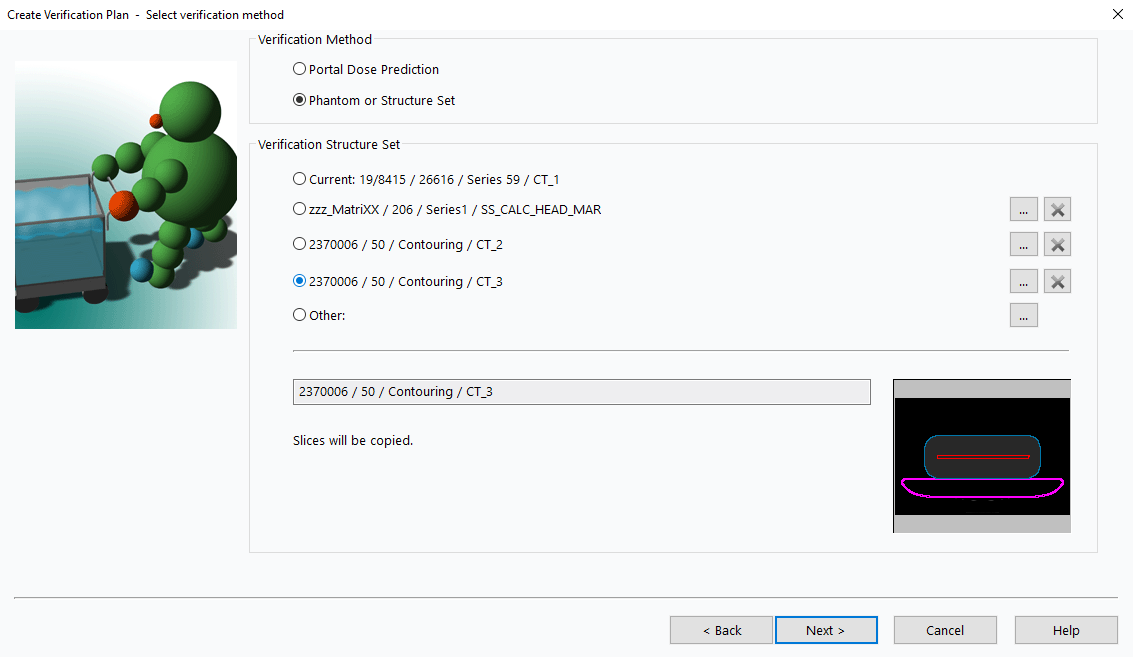 Create Verification Plan - Select verification method
Verification Method
Portal Dose Prediction
Phantom or Structure Set
Verification Structure Set
Current: 19/8415 / 26616 / Series 59 / CT_1
zzz_MatriXX / 206 / Series1 / SS_CALC_HEAD_MAR
...
2370006 / 50 / Contouring / CT_2
...
2370006 / 50 / Contouring / CT_3
...
Other:
...
2370006 / 50 / Contouring / CT_3
Slices will be copied.
< Back
Next >
Cancel
Help